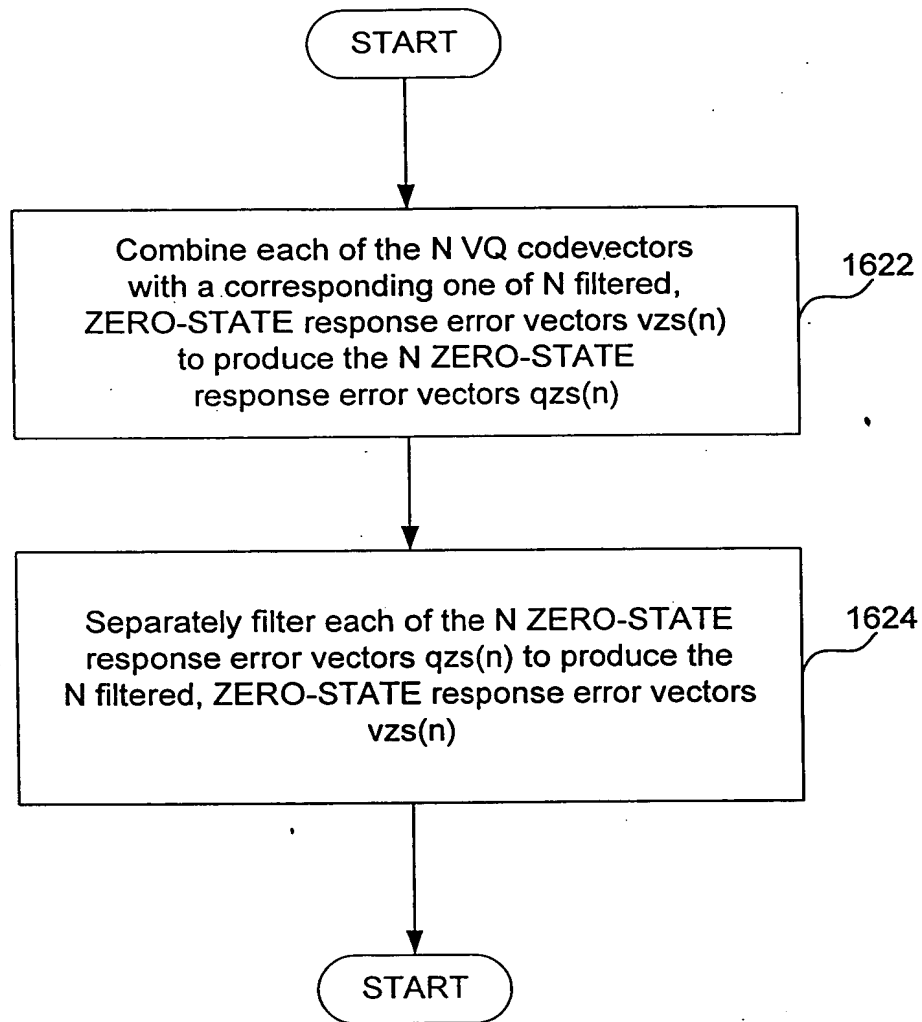 START
Combine each of the N VQ codevectors
with a corresponding one of N filtered,
ZERO-STATE response error vectors vzs(n)
to produce the N ZERO-STATE
response error vectors qzs(n)
1622
Separately filter each of the N ZERO-STATE
response error vectors qzs(n) to produce the
N filtered, ZERO-STATE response error vectors
vzs(n)
1624
START